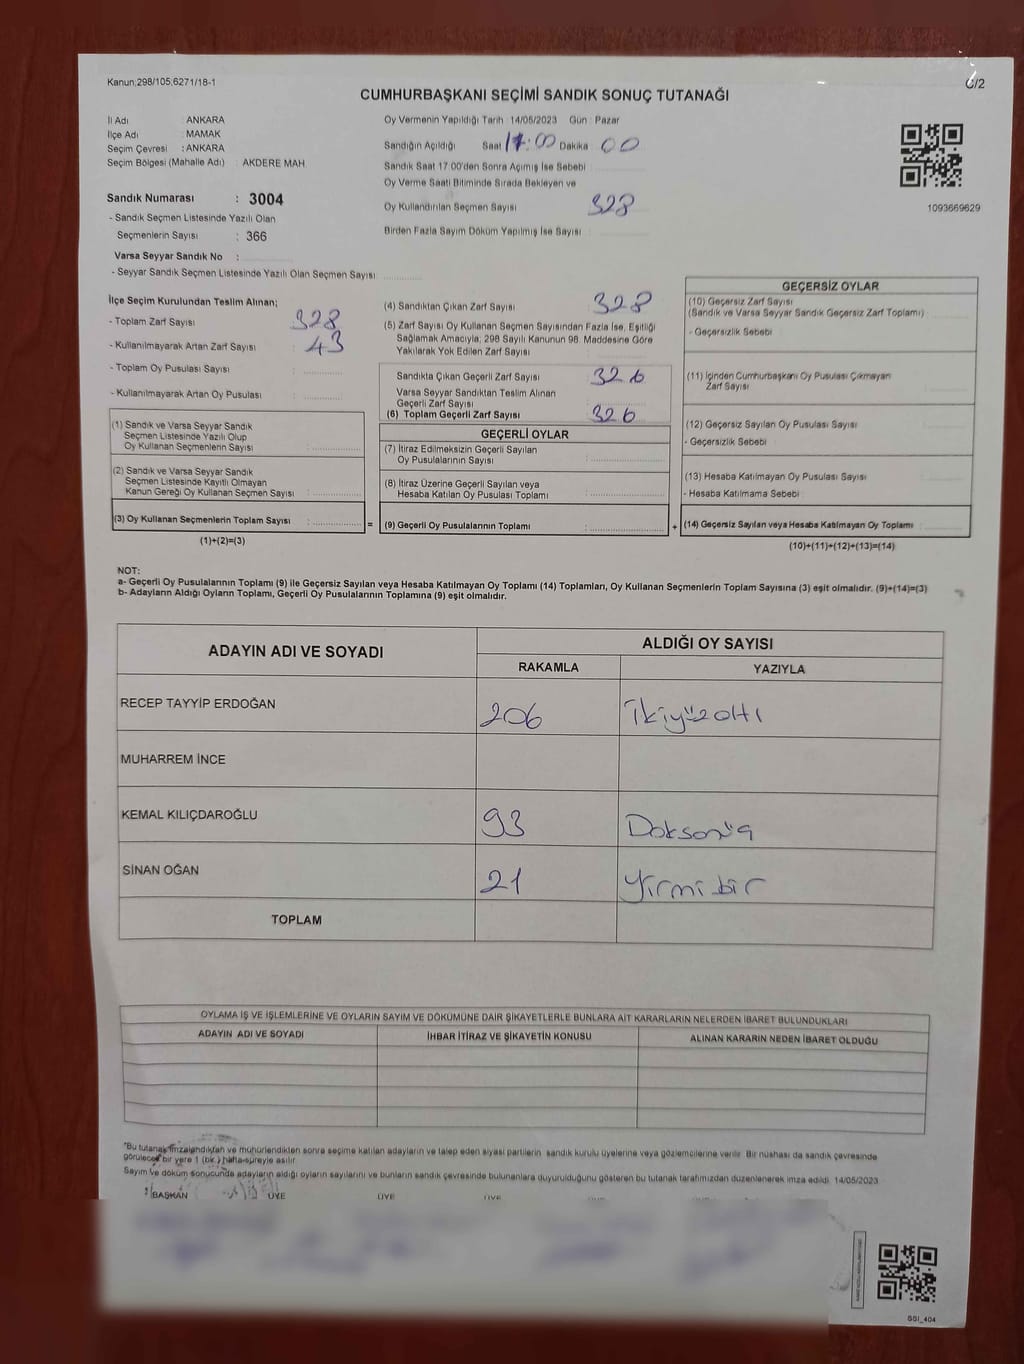 Kanun;298/105;6271/18-1
C/2
CUMHURBAŞKANI SEÇİMİ SANDIK SONUÇ TUTANAĞI
İl Adı : ANKARA
İlçe Adı : MAMAK
Seçim Çevresi : ANKARA
Seçim Bölgesi (Mahalle Adı) : AKDERE MAH
Sandık Numarası : 3004
- Sandık Seçmen Listesinde Yazılı Olan
Seçmenlerin Sayısı : 366
Varsa Seyyar Sandık No :
- Seyyar Sandık Seçmen Listesinde Yazılı Olan Seçmen Sayısı
Oy Vermenin Yapıldığı Tarih : 14/05/2023 Gün : Pazar
Sandığın Açıldığı Saat 17:00 Dakika 00
Sandık Saat 17.00'den Sonra Açımış İse Sebebi
Oy Verme Saati Bitiminde Sırada Bekleyen ve
Oy Kullandırılan Seçmen Sayısı 328
Birden Fazla Sayım Döküm Yapılmış İse Sayısı
1093669629
İlçe Seçim Kurulundan Teslim Alınan;
- Toplam Zarf Sayısı : 328
- Kullanılmayarak Artan Zarf Sayısı : 43
- Toplam Oy Pusulası Sayısı :
- Kullanılmayarak Artan Oy Pusulası :
(1) Sandık ve Varsa Seyyar Sandık
Seçmen Listesinde Yazılı Olup
Oy Kullanan Seçmenlerin Sayısı :
(2) Sandık ve Varsa Seyyar Sandık
Seçmen Listesinde Kayıtlı Olmayan
Kanun Gereği Oy Kullanan Seçmen Sayısı :
(3) Oy Kullanan Seçmenlerin Toplam Sayısı : =
(1)+(2)=(3)
(4) Sandıktan Çıkan Zarf Sayısı : 328
(5) Zarf Sayısı Oy Kullanan Seçmen Sayısından Fazla İse, Eşitliği
Sağlamak Amacıyla; 298 Sayılı Kanunun 98. Maddesine Göre
Yakılarak Yok Edilen Zarf Sayısı :
Sandıkta Çıkan Geçerli Zarf Sayısı : 326
Varsa Seyyar Sandıktan Teslim Alınan
Geçerli Zarf Sayısı :
(6) Toplam Geçerli Zarf Sayısı : 326
GEÇERLİ OYLAR
(7) İtiraz Edilmeksizin Geçerli Sayılan
Oy Pusulalarının Sayısı :
(8) İtiraz Üzerine Geçerli Sayılan veya
Hesaba Katılan Oy Pusulası Toplamı :
(9) Geçerli Oy Pusulalarının Toplamı : +
GEÇERSİZ OYLAR
(10) Geçersiz Zarf Sayısı
(Sandık ve Varsa Seyyar Sandık Geçersiz Zarf Toplamı)
- Geçersizlik Sebebi
(11) İçinden Cumhurbaşkanı Oy Pusulası Çıkmayan
Zarf Sayısı
(12) Geçersiz Sayılan Oy Pusulası Sayısı
- Geçersizlik Sebebi
(13) Hesaba Katılmayan Oy Pusulası Sayısı
- Hesaba Katılmama Sebebi
(14) Geçersiz Sayılan veya Hesaba Katılmayan Oy Toplamı
(10)+(11)+(12)+(13)=(14)
NOT:
a- Geçerli Oy Pusulalarının Toplamı (9) ile Geçersiz Sayılan veya Hesaba Katılmayan Oy Toplamı (14) Toplamları, Oy Kullanan Seçmenlerin Toplam Sayısına (3) eşit olmalıdır. (9)+(14)=(3)
b- Adayların Aldığı Oyların Toplamı, Geçerli Oy Pusulalarının Toplamına (9) eşit olmalıdır.
ADAYIN ADI VE SOYADI
ALDIĞI OY SAYISI
RAKAMLA YAZIYLA
RECEP TAYYİP ERDOĞAN 206 İkiyüzaltı
MUHARREM İNCE
KEMAL KILIÇDAROĞLU 93 Doksanüç
SİNAN OĞAN 21 Yirmi bir
TOPLAM
OYLAMA İŞ VE İŞLEMLERİNE VE OYLARIN SAYIM VE DÖKÜMÜNE DAİR ŞİKAYETLERLE BUNLARA AİT KARARLARIN NELERDEN İBARET BULUNDUKLARI
ADAYIN ADI VE SOYADI İHBAR İTİRAZ VE ŞİKAYETİN KONUSU ALINAN KARARIN NEDEN İBARET OLDUĞU
*Bu tutanak imzalandıktan ve mühürlendikten sonra seçime katılan adayların ve talep eden siyasi partilerin sandık kurulu üyelerine veya gözlemcilerine verilir. Bir nüshası da sandık çevresinde
görülecek bir yere 1 (bir) hafta süreyle asılır.
Sayım ve döküm sonucunda adayların aldığı oyların sayılarını ve bunların sandık çevresinde bulunanlara duyurulduğunu gösteren bu tutanak tarafımızdan düzenlenerek imza edildi. 14/05/2023
BAŞKAN ÜYE ÜYE ÜYE
SSI_404